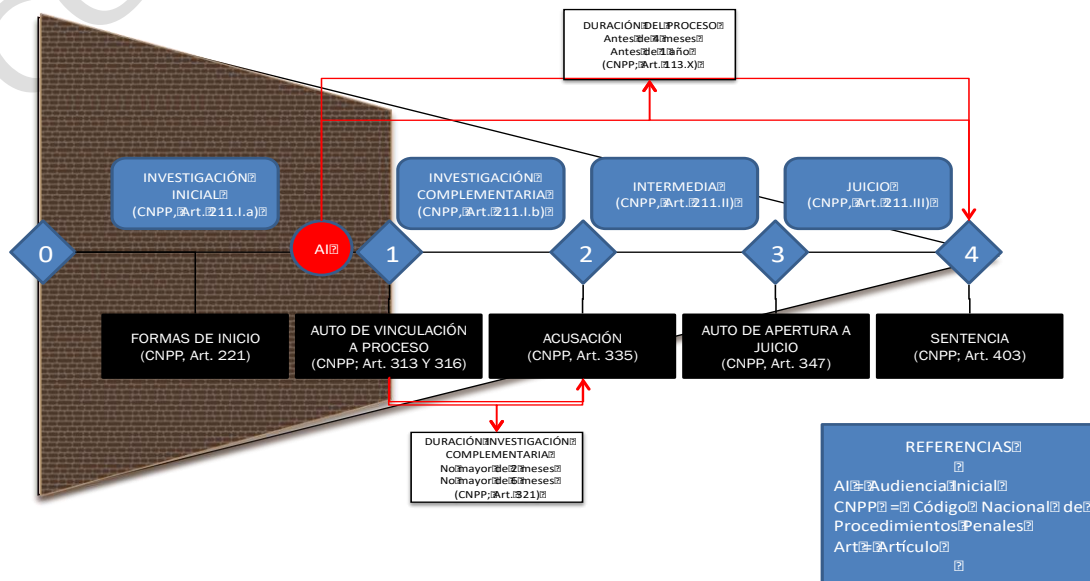 DURACIÓN DEL PROCESO
Antes de 4 meses
Antes de 1 año
(CNPP; Art. 113.X)
INVESTIGACIÓN
INICIAL
(CNPP, Art. 211.I.a)
INVESTIGACIÓN
COMPLEMENTARIA
(CNPP, Art. 211.I.b)
INTERMEDIA
(CNPP, Art. 211.II)
JUICIO
(CNPP, Art. 211.III)
0
AI
1
2
3
4
FORMAS DE INICIO
(CNPP, Art. 221)
AUTO DE VINCULACIÓN
A PROCESO
(CNPP; Art. 313 Y 316)
ACUSACIÓN
(CNPP, Art. 335)
AUTO DE APERTURA A
JUICIO
(CNPP, Art. 347)
SENTENCIA
(CNPP; Art. 403)
DURACIÓN INVESTIGACIÓN
COMPLEMENTARIA
No mayor de 2 meses
No mayor de 6 meses
(CNPP; Art. 321)
REFERENCIAS
AI = Audiencia Inicial
CNPP = Código Nacional de
Procedimientos Penales
Art = Artículo